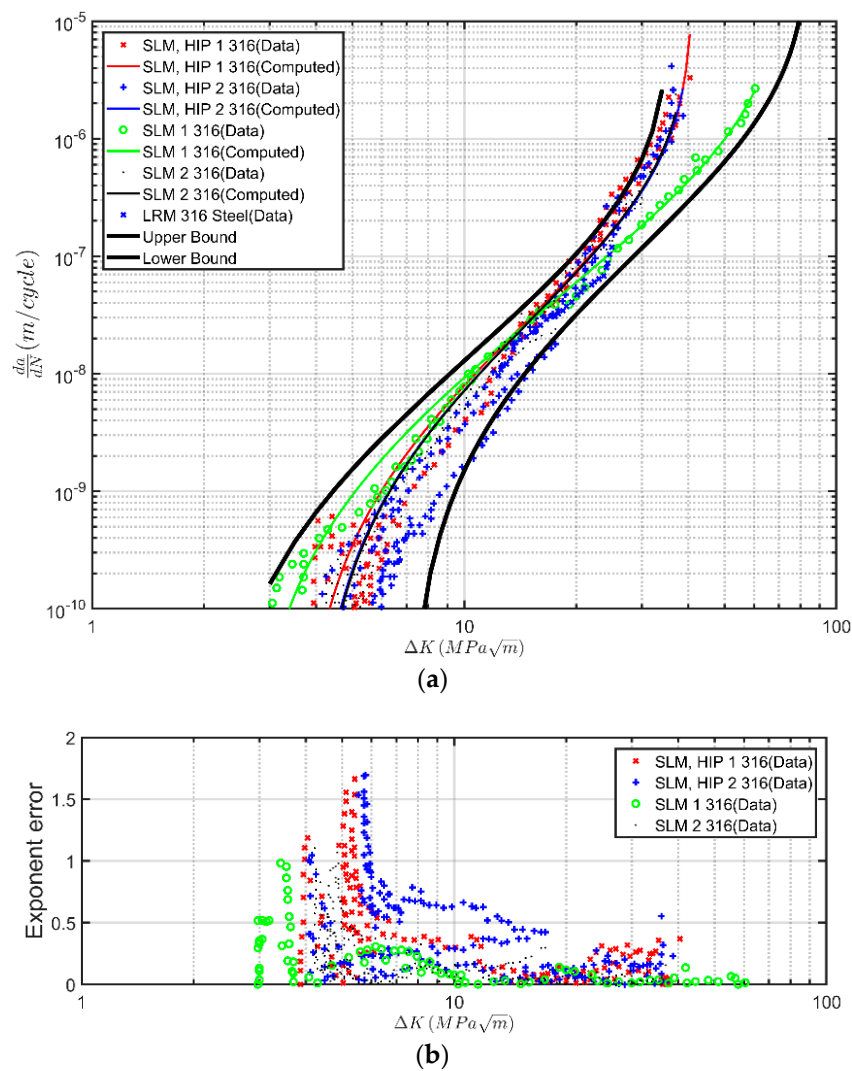 10^-5
10^-6
10^-7
10^-8
10^-9
10^-10
da/dN (m/cycle)
SLM, HIP 1 316(Data)
SLM, HIP 1 316(Computed)
SLM, HIP 2 316(Data)
SLM, HIP 2 316(Computed)
SLM 1 316(Data)
SLM 1 316(Computed)
SLM 2 316(Data)
SLM 2 316(Computed)
LRM 316 Steel(Data)
Upper Bound
Lower Bound
1 10 100
ΔK (MPa√m)
(a)
2
1.5
1
0.5
0
Exponent error
SLM, HIP 1 316(Data)
SLM, HIP 2 316(Data)
SLM 1 316(Data)
SLM 2 316(Data)
1 10 100
ΔK (MPa√m)
(b)